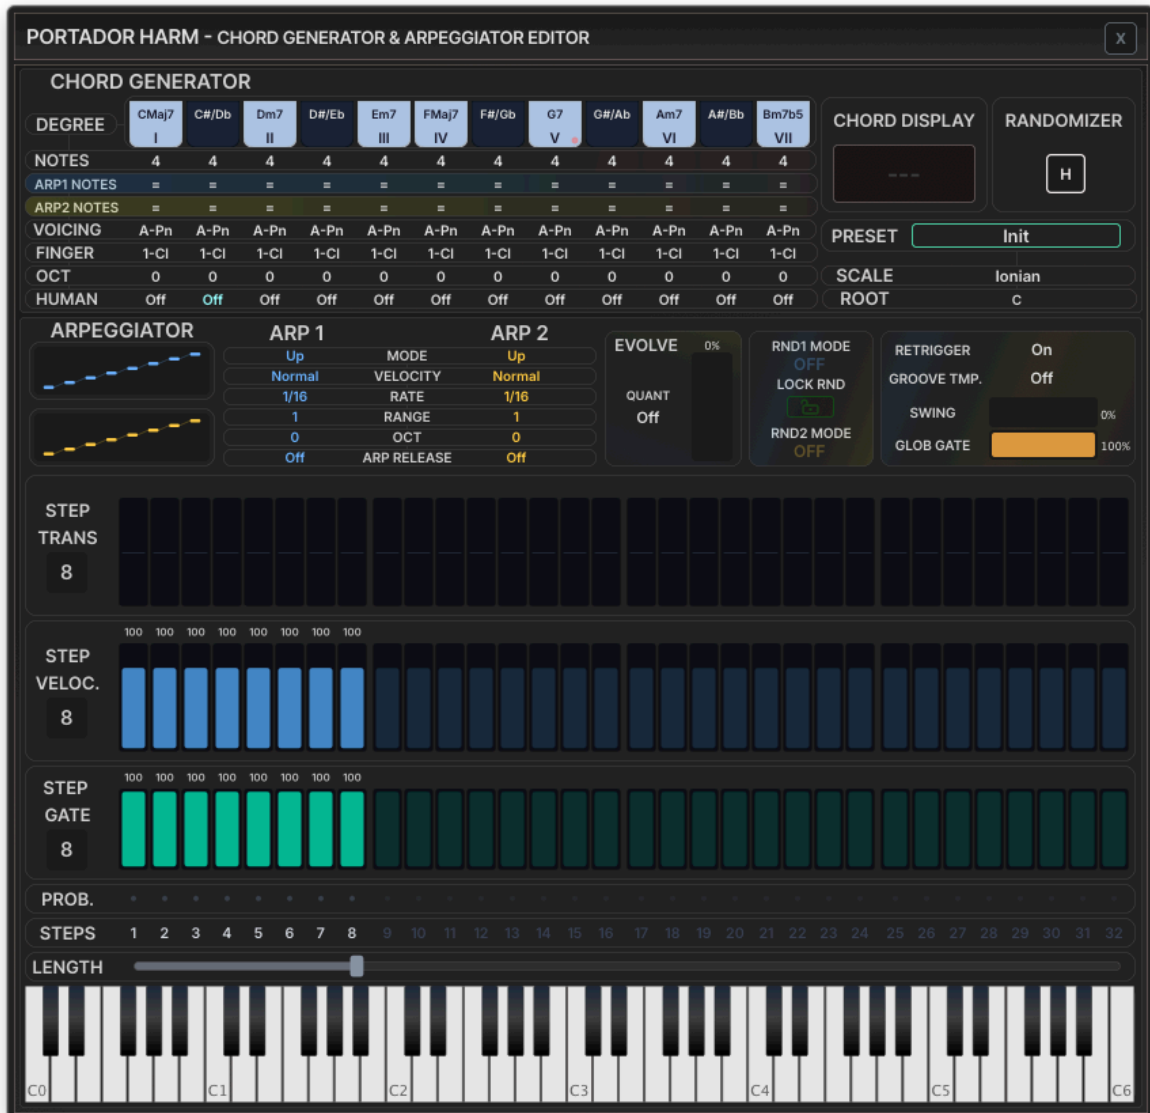 PORTADOR HARM - CHORD GENERATOR & ARPEGGIATOR EDITOR X
CHORD GENERATOR
DEGREE CMaj7 C#/Db Dm7 D#/Eb Em7 FMaj7 F#/Gb G7 G#/Ab Am7 A#/Bb Bm7b5
I II III IV V VI VII
NOTES 4 4 4 4 4 4 4 4 4 4 4 4
ARP1 NOTES = = = = = = = = = = = =
ARP2 NOTES = = = = = = = = = = = =
VOICING A-Pn A-Pn A-Pn A-Pn A-Pn A-Pn A-Pn A-Pn A-Pn A-Pn A-Pn A-Pn
FINGER 1-Cl 1-Cl 1-Cl 1-Cl 1-Cl 1-Cl 1-Cl 1-Cl 1-Cl 1-Cl 1-Cl 1-Cl
OCT 0 0 0 0 0 0 0 0 0 0 0 0
HUMAN Off Off Off Off Off Off Off Off Off Off Off Off
CHORD DISPLAY
---
RANDOMIZER
H
PRESET Init
SCALE Ionian
ROOT C
ARPEGGIATOR
ARP 1 ARP 2
Up MODE Up
Normal VELOCITY Normal
1/16 RATE 1/16
1 RANGE 1
0 OCT 0
Off ARP RELEASE Off
EVOLVE 0%
QUANT
Off
RND1 MODE
OFF
LOCK RND
RND2 MODE
OFF
RETRIGGER On
GROOVE TMP. Off
SWING 0%
GLOB GATE 100%
STEP
TRANS
8
100 100 100 100 100 100 100 100
STEP
VELOC.
8
100 100 100 100 100 100 100 100
STEP
GATE
8
PROB.
STEPS 1 2 3 4 5 6 7 8 9 10 11 12 13 14 15 16 17 18 19 20 21 22 23 24 25 26 27 28 29 30 31 32
LENGTH
C0 C1 C2 C3 C4 C5 C6